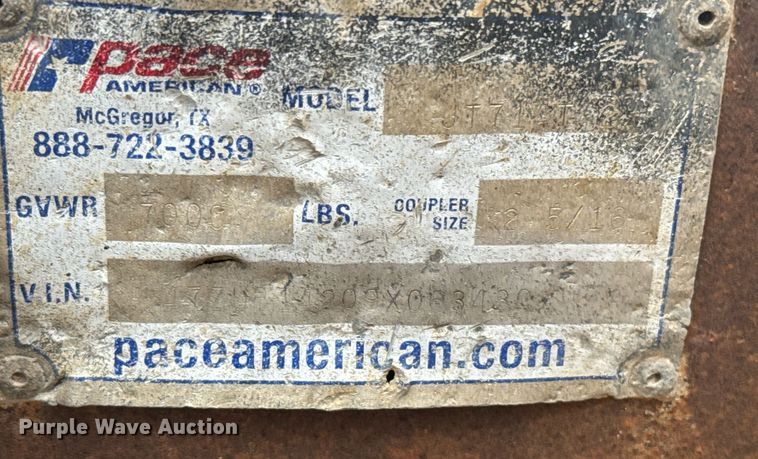 pace
AMERICAN®
McGregor, TX
888-722-3839
MODEL
GVWR LBS. COUPLER SIZE 2 5/16
V.I.N.
paceamerican.com
Purple Wave Auction